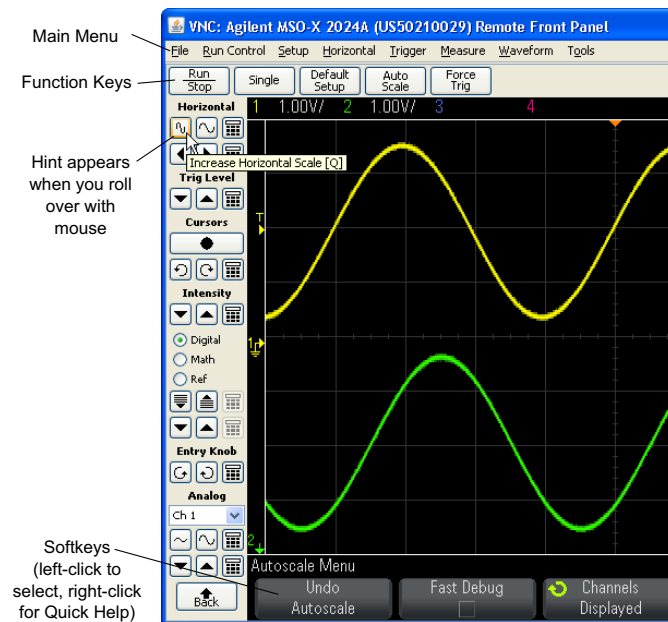 VNC: Agilent MSO-X 2024A (US50210029) Remote Front Panel
Main Menu
File Run Control Setup Horizontal Trigger Measure Waveform Tools
Function Keys
Run Stop
Single
Default Setup
Auto Scale
Force Trig
Horizontal
1 1.00V/ 2 1.00V/ 3 4
Increase Horizontal Scale [Q]
Hint appears
when you roll
over with
mouse
Trig Level
T
Cursors
Intensity
Digital
1
Math
Ref
Entry Knob
Analog
Ch 1
2
Softkeys
(left-click to
select, right-click
for Quick Help)
Back
Autoscale Menu
Undo
Autoscale
Fast Debug
Channels
Displayed